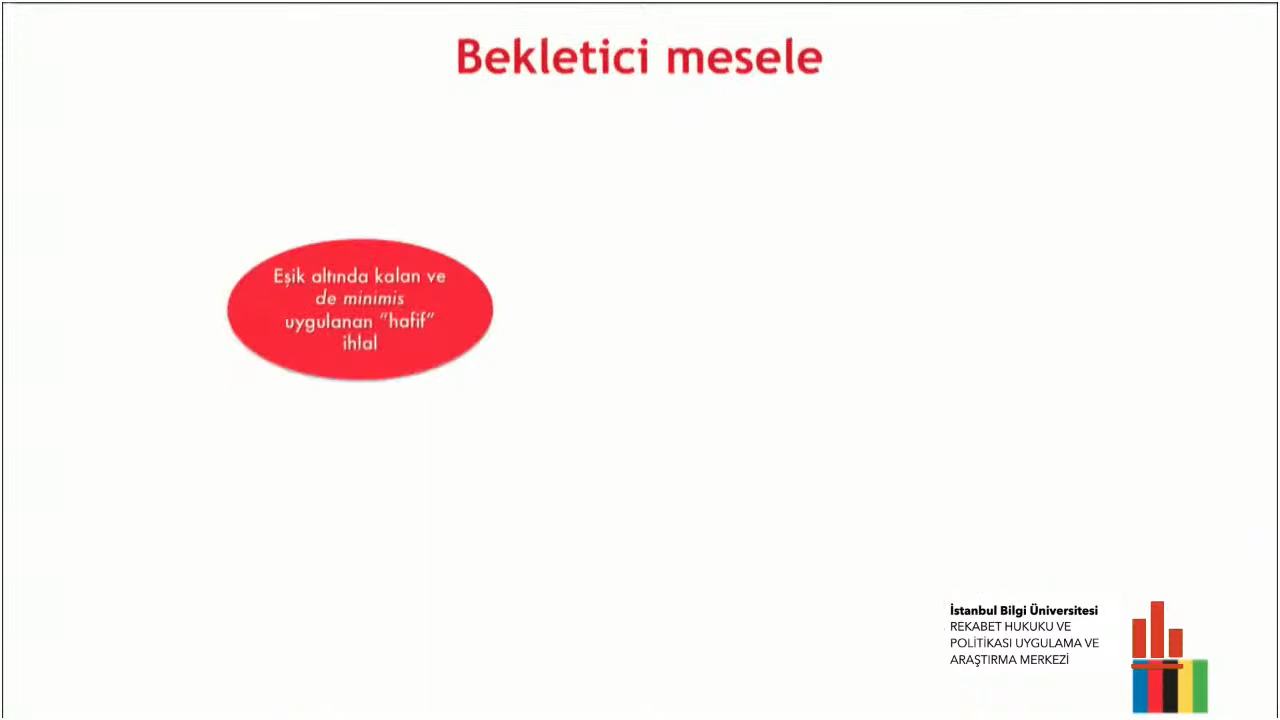 Bekletici mesele
Eşik altında kalan ve
de minimis
uygulanan “hafif”
ihlal
İstanbul Bilgi Üniversitesi
REKABET HUKUKU VE
POLİTİKASI UYGULAMA VE
ARAŞTIRMA MERKEZİ